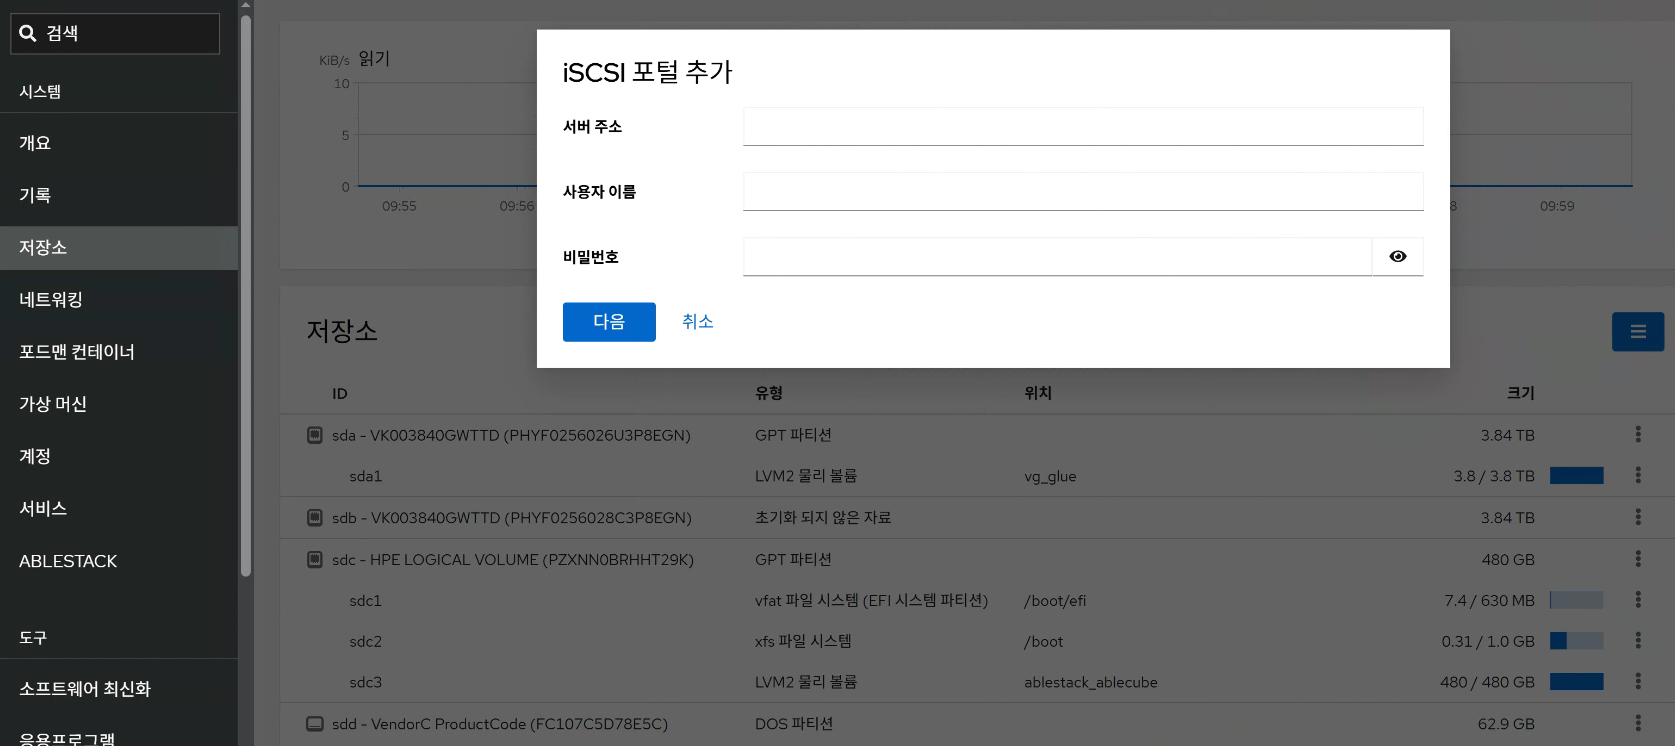 검색
시스템
개요
기록
저장소
네트워킹
포드맨 컨테이너
가상 머신
계정
서비스
ABLESTACK
도구
소프트웨어 최신화
응용프로그램
KiB/s 읽기
10
5
0
09:55
09:56
8
09:59
iSCSI 포털 추가
서버 주소
사용자 이름
비밀번호
다음 취소
저장소
ID 유형 위치 크기
sda - VK003840GWTTD (PHYF0256026U3P8EGN) GPT 파티션 3.84 TB
sda1 LVM2 물리 볼륨 vg_glue 3.8 / 3.8 TB
sdb - VK003840GWTTD (PHYF0256028C3P8EGN) 초기화 되지 않은 자료 3.84 TB
sdc - HPE LOGICAL VOLUME (PZXNN0BRHHT29K) GPT 파티션 480 GB
sdc1 vfat 파일 시스템 (EFI 시스템 파티션) /boot/efi 7.4 / 630 MB
sdc2 xfs 파일 시스템 /boot 0.31 / 1.0 GB
sdc3 LVM2 물리 볼륨 ablestack_ablecube 480 / 480 GB
sdd - VendorC ProductCode (FC107C5D78E5C) DOS 파티션 62.9 GB